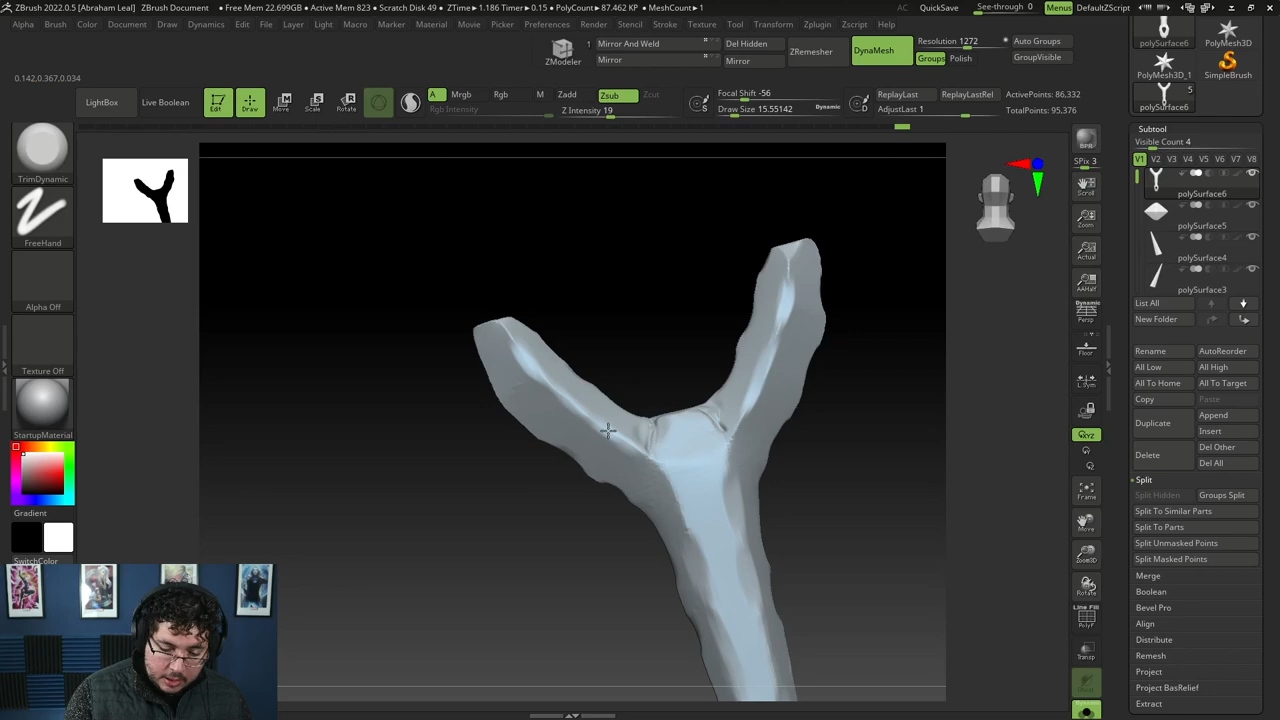 ZBrush 2022.0.5 [Abraham Leal]   ZBrush Document   • Free Mem 22.699GB • Active Mem 823 • Scratch Disk 49 • ZTime 1.186 Timer 0.15 • PolyCount 87.462 KP • MeshCount 1
AC QuickSave See-through 0 Menus DefaultZScript
Alpha Brush Color Document Draw Dynamics Edit File Layer Light Macro Marker Material Movie Picker Preferences Render Stencil Stroke Texture Tool Transform Zplugin Zscript Help
0.142,0.367,0.034
1 ZModeler
Mirror And Weld
Mirror
Del Hidden
Mirror
ZRemesher
DynaMesh
Resolution 1272
Groups Polish
Auto Groups
GroupVisible
LightBox
Live Boolean
Edit
Draw
Move
Scale
Rotate
A Mrgb Rgb M
Rgb Intensity
Zadd Zsub Zcut
Z Intensity 19
S
Focal Shift -56
Draw Size 15.55142 Dynamic
D
ReplayLast ReplayLastRel
AdjustLast 1
ActivePoints: 86,332
TotalPoints: 95,376
TrimDynamic
FreeHand
Alpha Off
Texture Off
StartupMaterial
Gradient
SwitchColor
BPR
SPix 3
Scroll
Zoom
Actual
AAHalf
Dynamic
Persp
Floor
L.Sym
XYZ
Frame
Move
Zoom3D
Rotate
Line Fill
PolyF
Transp
polySurface6
PolyMesh3D
PolyMesh3D_1
SimpleBrush
5
polySurface6
Subtool
Visible Count 4
V1 V2 V3 V4 V5 V6 V7 V8
polySurface6
polySurface5
polySurface4
polySurface3
List All
New Folder
Rename AutoReorder
All Low All High
All To Home All To Target
Copy Paste
Duplicate
Append
Insert
Delete
Del Other
Del All
Split
Split Hidden Groups Split
Split To Similar Parts
Split To Parts
Split Unmasked Points
Split Masked Points
Merge
Boolean
Bevel Pro
Align
Distribute
Remesh
Project
Project BasRelief
Extract